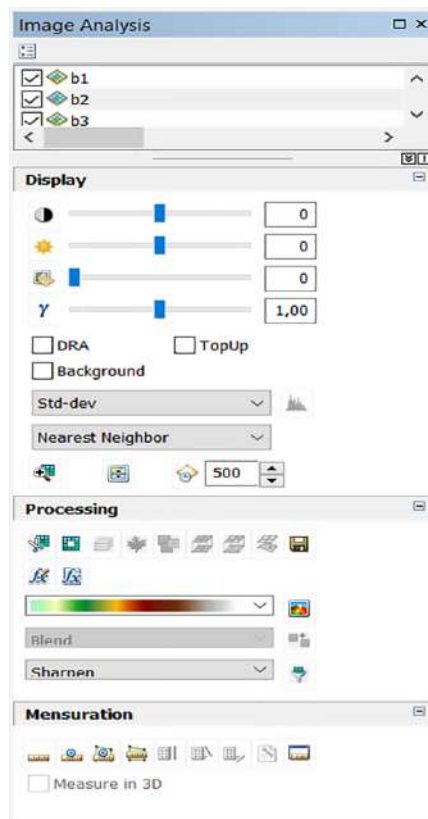 Image Analysis
b1
b2
b3
Display
0
0
0
γ 1,00
DRA TopUp
Background
Std-dev
Nearest Neighbor
500
Processing
Blend
Sharpen
Mensuration
Measure in 3D